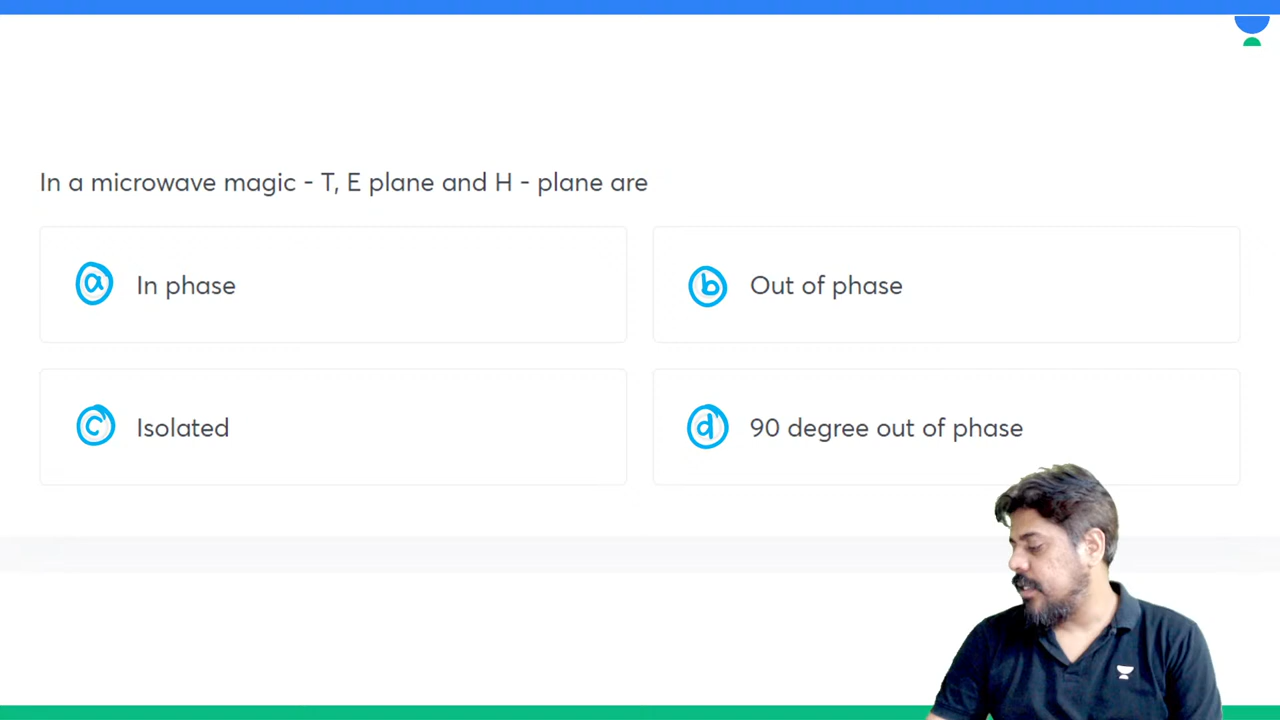 In a microwave magic - T, E plane and H - plane are
a In phase
b Out of phase
c Isolated
d 90 degree out of phase